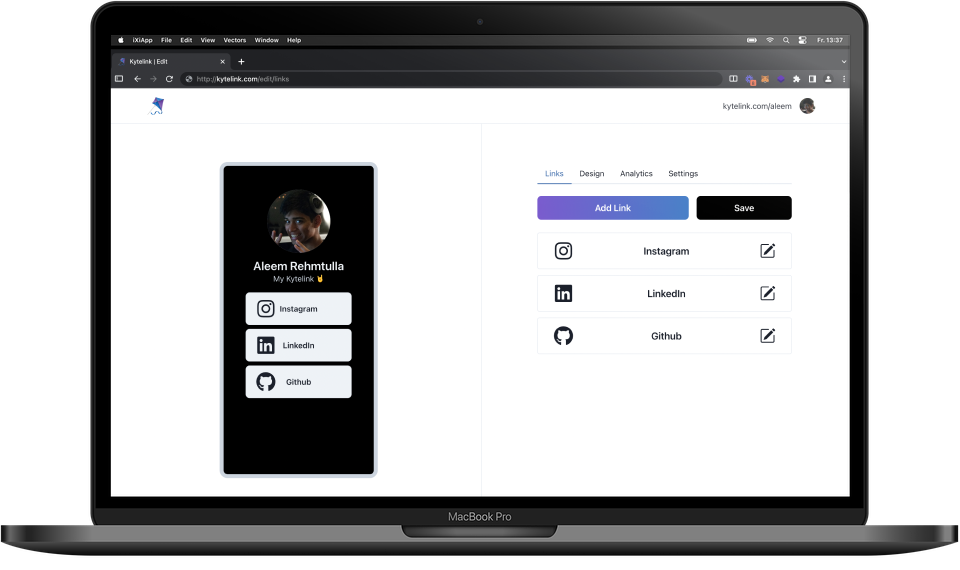 iXiApp File Edit View Vectors Window Help Fr. 13:37
Kytelink | Edit
http://kytelink.com/edit/links
kytelink.com/aleem
Aleem Rehmtulla
My Kytelink 🤘
Instagram
LinkedIn
Github
Links Design Analytics Settings
Add Link Save
Instagram
LinkedIn
Github
MacBook Pro